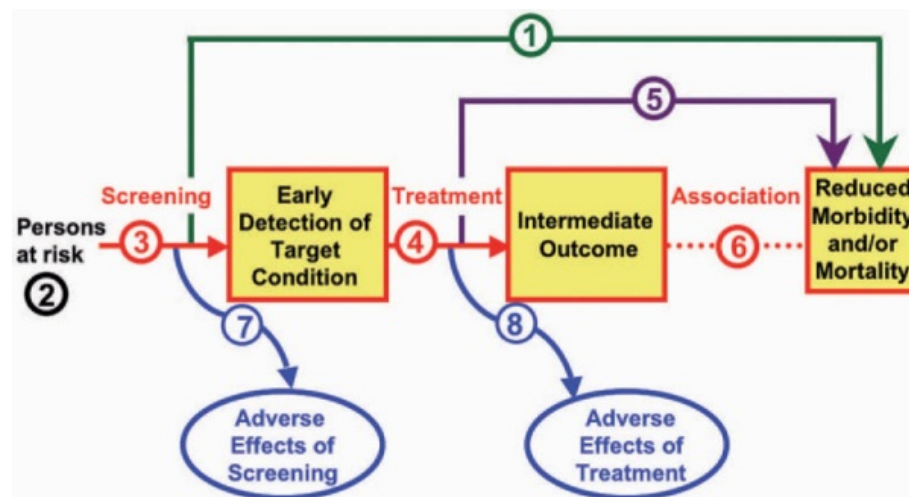 1
5
Screening
Early
Detection of
Target
Condition
Treatment
Intermediate
Outcome
Association
Reduced
Morbidity
and/or
Mortality
Persons
at risk
2
3
4
6
7
8
Adverse
Effects of
Screening
Adverse
Effects of
Treatment